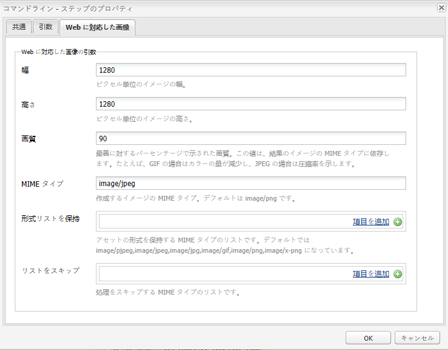 コマンドライン - ステップのプロパティ
共通 引数 Web に対応した画像
Web に対応した画像の引数
幅 1280
ピクセル単位のイメージの幅。
高さ 1280
ピクセル単位のイメージの高さ。
画質 90
最善に対するパーセンテージで示された画質。この値は、結果のイメージの MIME タイプに依存し
ます。たとえば、GIF の場合はカラーの量が減少し、JPEG の場合は圧縮率を示します。
MIME タイプ image/jpeg
作成するイメージの MIME タイプ。デフォルトは image/png です。
形式リストを保持 項目を追加
アセットの形式を保持する MIME タイプのリストです。デフォルトでは
image/pjpeg,image/jpeg,image/jpg,image/gif,image/png,image/x-png になっています。
リストをスキップ 項目を追加
処理をスキップする MIME タイプのリストです。
OK キャンセル